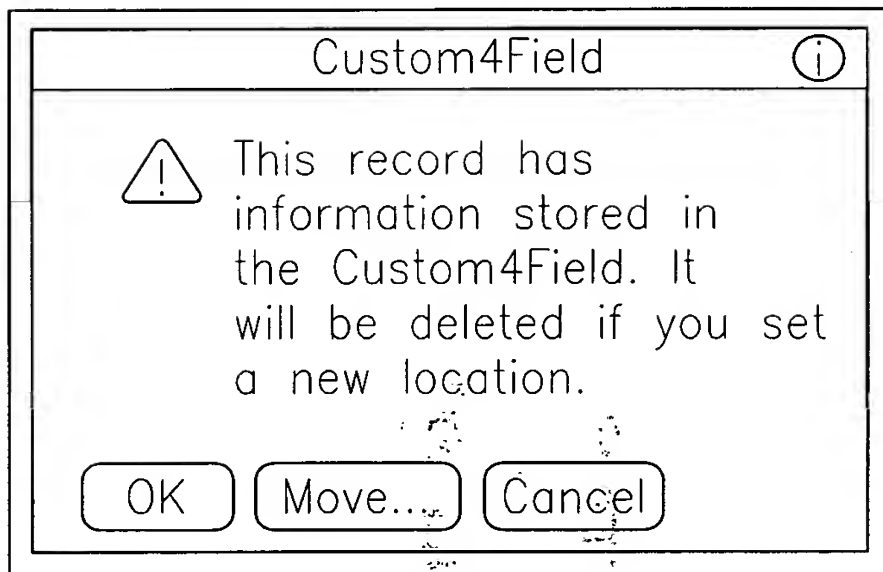 Custom4Field i
! This record has
information stored in
the Custom4Field. It
will be deleted if you set
a new location.
OK Move... Cancel